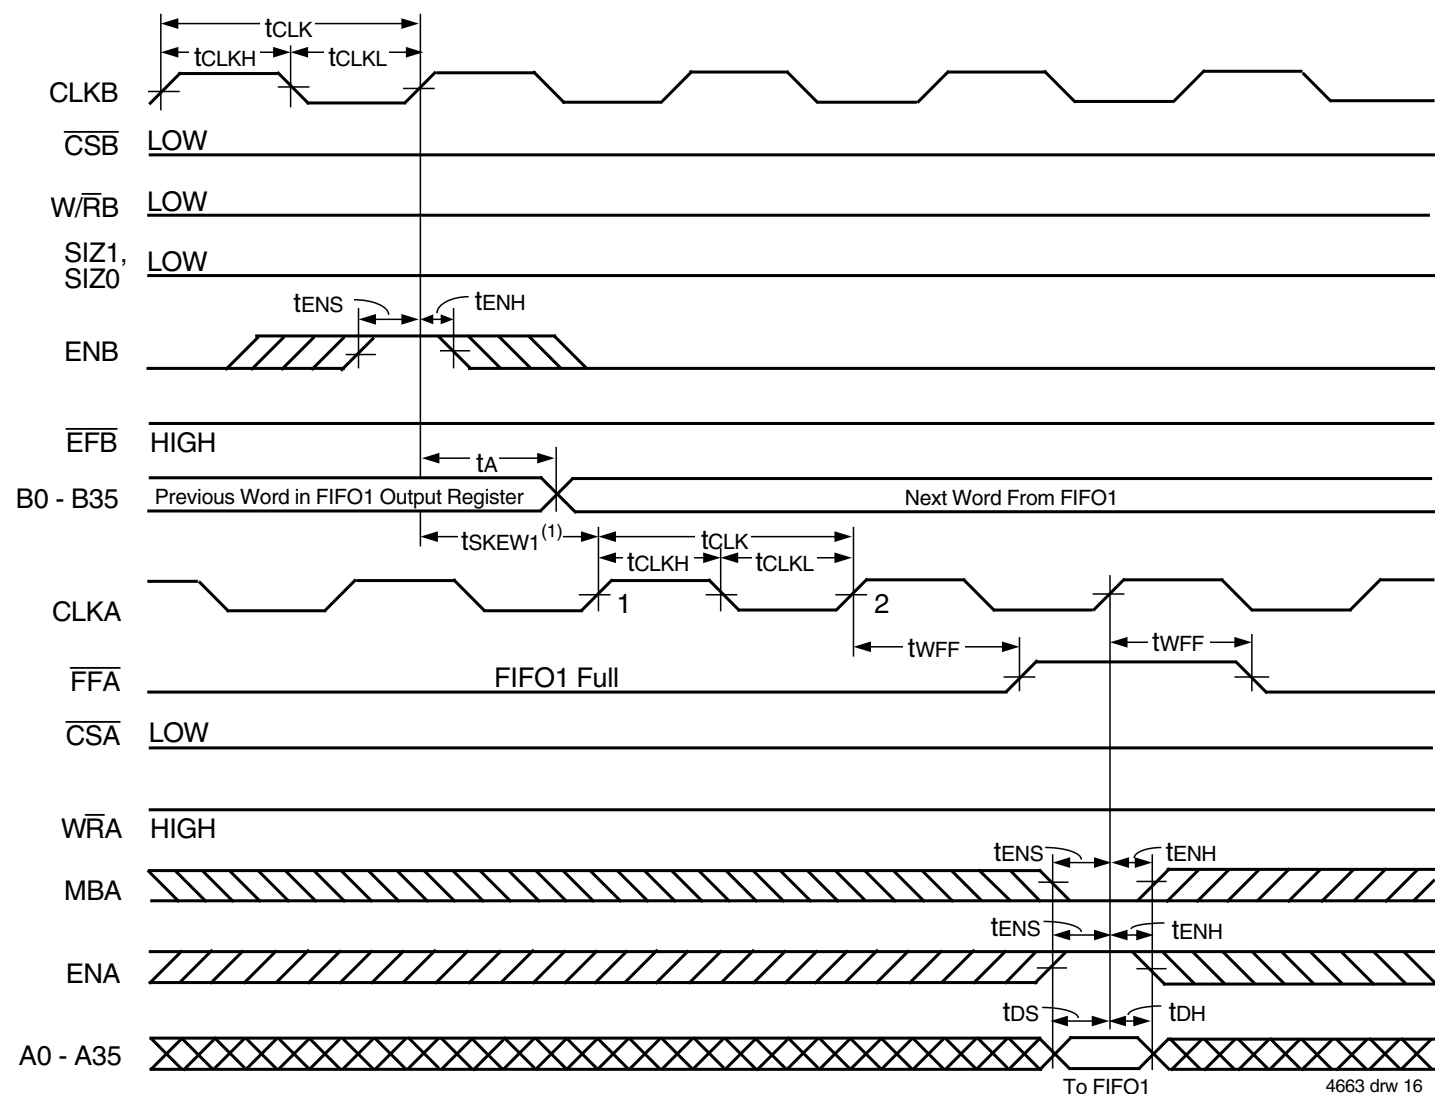 tCLK
tCLKH tCLKL
CLKB
CSB LOW
W/RB LOW
SIZ1,
SIZ0 LOW
tENS tENH
ENB
EFB HIGH
tA
B0 - B35 Previous Word in FIFO1 Output Register Next Word From FIFO1
tSKEW1(1) tCLK
tCLKH tCLKL
CLKA 1 2
tWFF tWFF
FFA FIFO1 Full
CSA LOW
WRA HIGH
tENS tENH
MBA
tENS tENH
ENA
tDS tDH
A0 - A35
To FIFO1
4663 drw 16